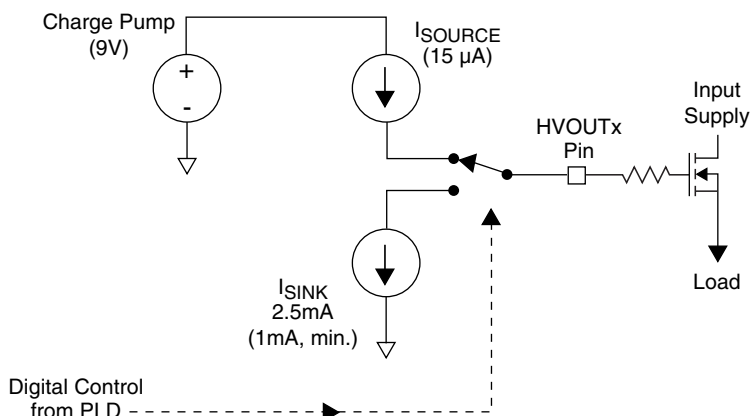 Charge Pump
(9V)
+
-
ISOURCE
(15 µA)
Input
Supply
HVOUTx
Pin
ISINK
2.5mA
(1mA, min.)
Load
Digital Control
from PLD